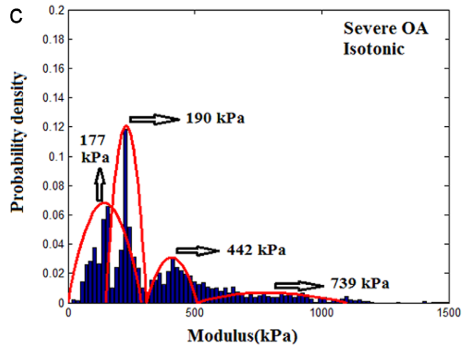 C
Severe OA
Isotonic
Probability density
0.2
0.18
0.16
0.14
0.12
0.1
0.08
0.06
0.04
0.02
0
190 kPa
177
kPa
442 kPa
739 kPa
0
500
1000
1500
Modulus(kPa)